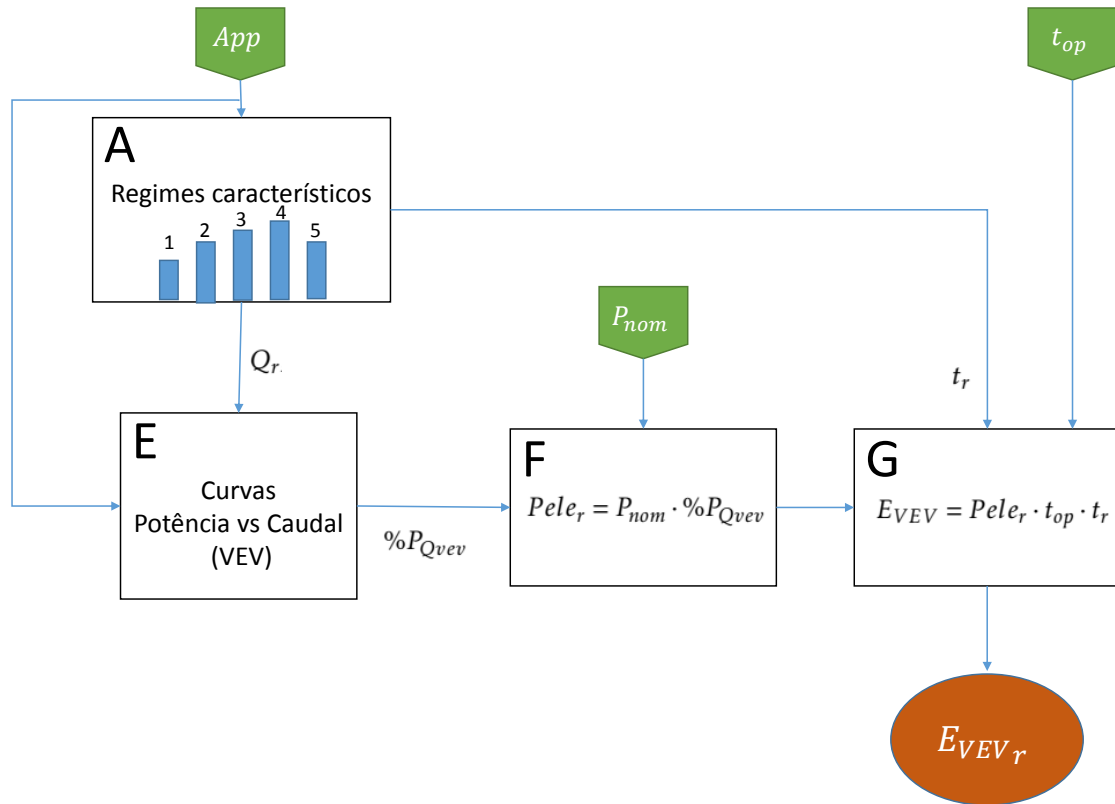 App
t_op
A
Regimes característicos
1
2
3
4
5
P_nom
Q_r.
t_r
E
Curvas
Potência vs Caudal
(VEV)
%P_Qvev
F
Pele_r = P_nom · %P_Qvev
G
E_VEV = Pele_r · t_op · t_r
E_VEV_r